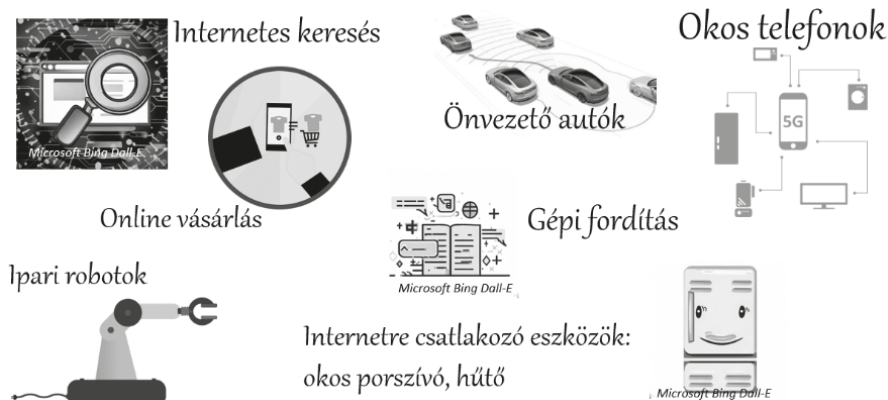 Internetes keresés
Okos telefonok
5G
Önvezető autók
Microsoft Bing Dall-E
Online vásárlás
Gépi fordítás
Ipari robotok
Microsoft Bing Dall-E
Internetre csatlakozó eszközök:
okos porszívó, hűtő
Microsoft Bing Dall-E